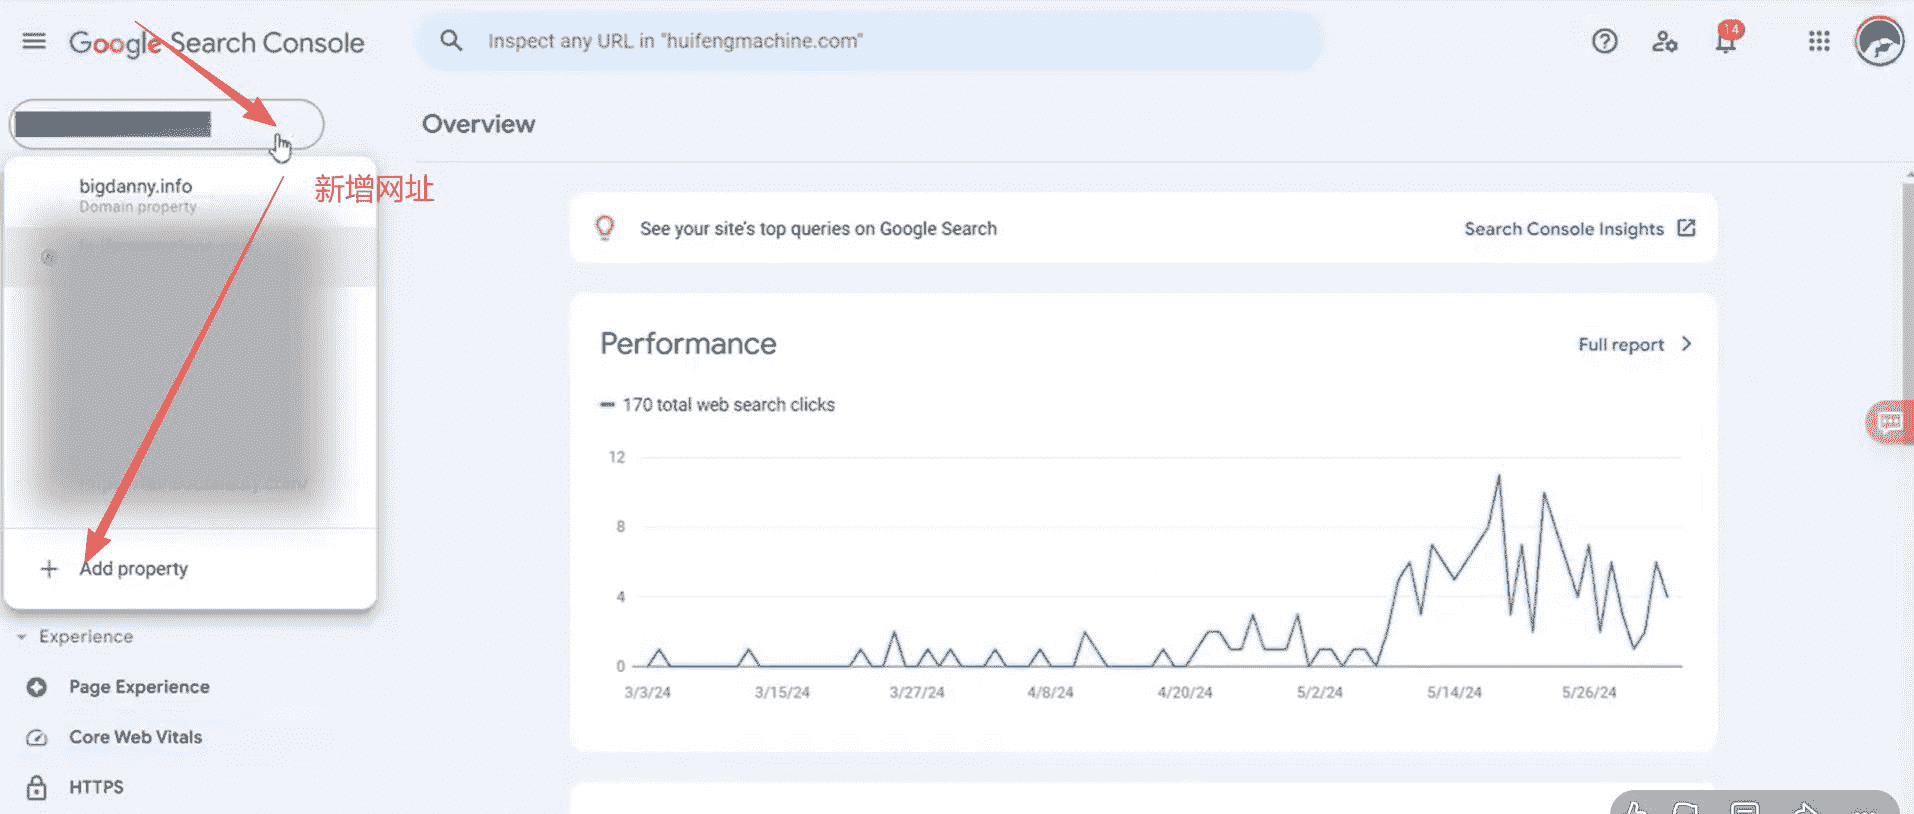 Google Search Console
Inspect any URL in "huifengmachine.com"
14
Overview
bigdanny.info
Domain property
新增网址
Add property
Experience
Page Experience
Core Web Vitals
HTTPS
See your site's top queries on Google Search
Search Console Insights
Performance
Full report
170 total web search clicks
12
8
4
0
3/3/24 3/15/24 3/27/24 4/8/24 4/20/24 5/2/24 5/14/24 5/26/24